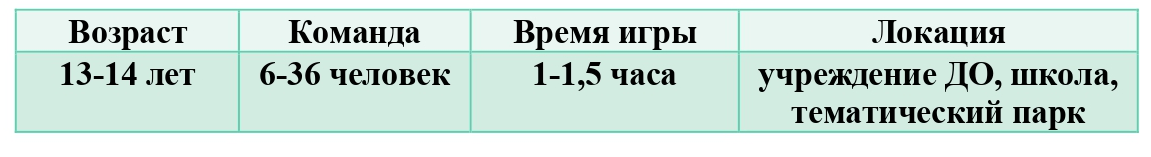 Возраст Команда Время игры Локация
13-14 лет 6-36 человек 1-1,5 часа учреждение ДО, школа,
тематический парк